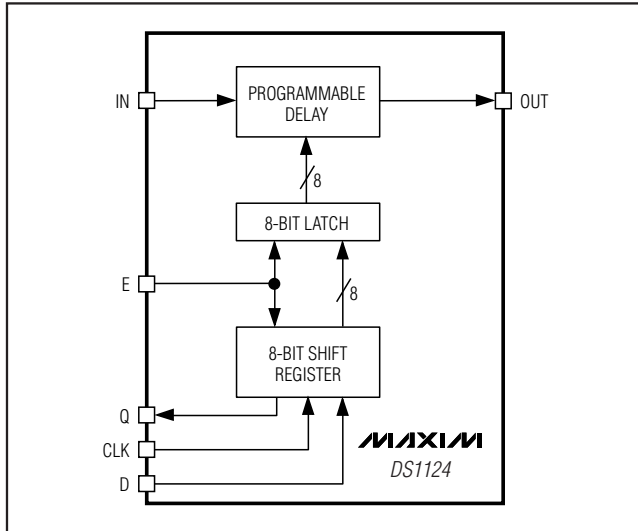 IN
PROGRAMMABLE
DELAY
OUT
8
8-BIT LATCH
E
8
8-BIT SHIFT
REGISTER
Q
CLK
D
MAXIM
DS1124